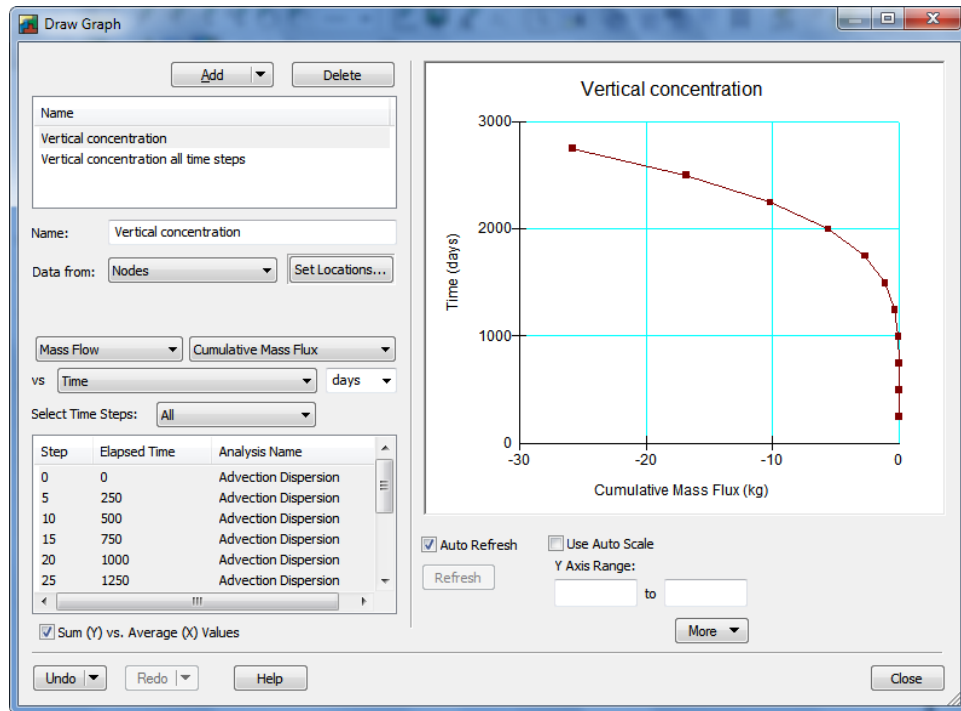 Draw Graph
Add
Delete
Name
Vertical concentration
Vertical concentration all time steps
Name:
Vertical concentration
Data from:
Nodes
Set Locations...
Mass Flow
Cumulative Mass Flux
vs
Time
days
Select Time Steps:
All
Step Elapsed Time Analysis Name
0 0 Advection Dispersion
5 250 Advection Dispersion
10 500 Advection Dispersion
15 750 Advection Dispersion
20 1000 Advection Dispersion
25 1250 Advection Dispersion
Sum (Y) vs. Average (X) Values
Undo
Redo
Help
Vertical concentration
Time (days)
3000
2000
1000
0
-30 -20 -10 0
Cumulative Mass Flux (kg)
Auto Refresh
Use Auto Scale
Refresh
Y Axis Range:
to
More
Close